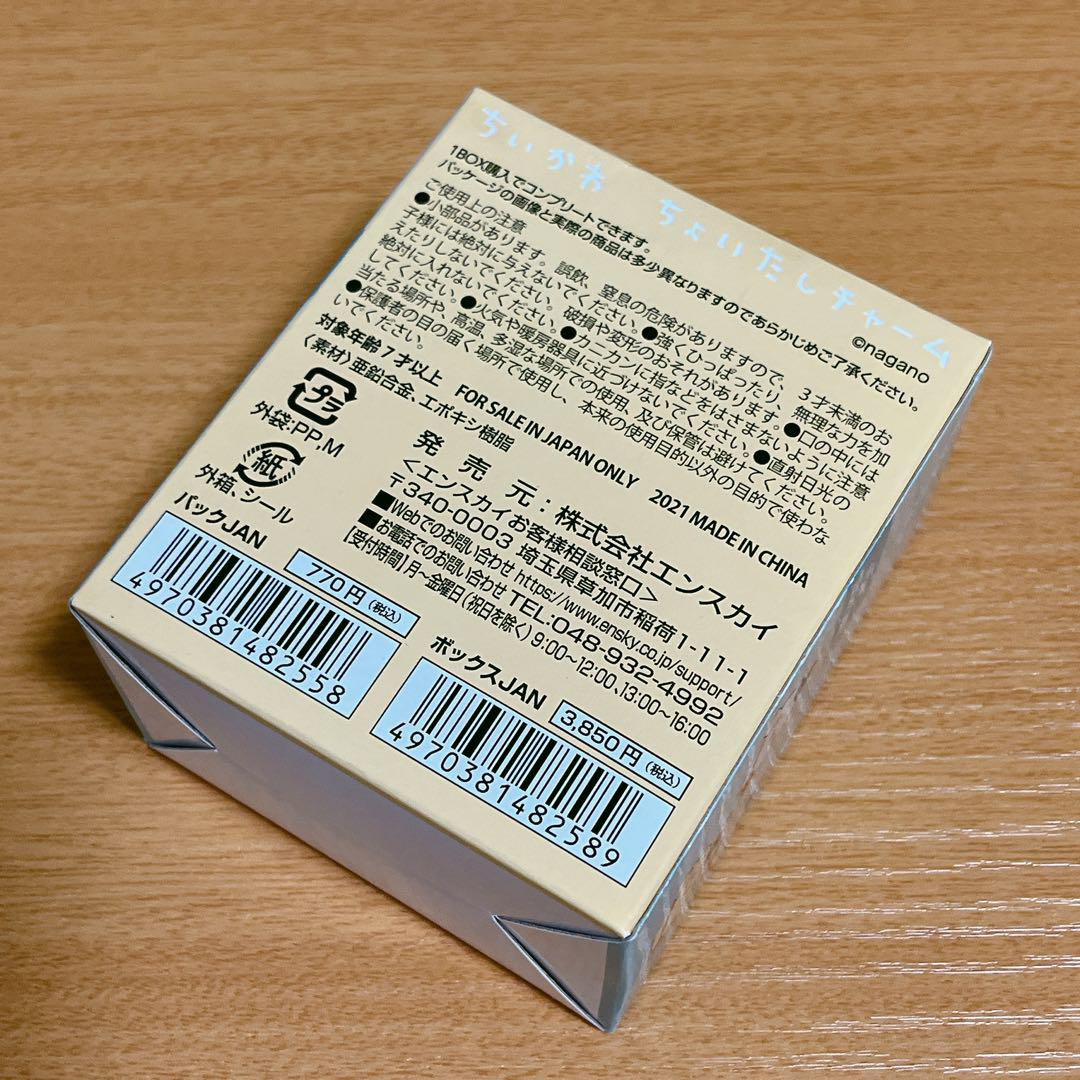 ちいかわ ちょいたしチャーム
©nagano
1BOX購入でコンプリートできます。
パッケージの画像と実際の商品は多少異なりますのであらかじめご了承ください。
ご使用上の注意
●小部品があります。誤飲、窒息の危険がありますので、3才未満のお
子様には絶対に与えないでください。●強くひっぱったり、無理な力を加
えたりしないでください。破損や変形のおそれがあります。●口の中には
絶対に入れないでください。●カニカンに指などをはさまないように注意
してください。●火気や暖房器具に近づけないでください。●直射日光の
当たる場所や、高温、多湿な場所での使用、及び保管は避けてください。
●保護者の目の届く場所で使用し、本来の使用目的以外の目的で使わな
いでください。
対象年齢7才以上 FOR SALE IN JAPAN ONLY 2021 MADE IN CHINA
(素材)亜鉛合金、エポキシ樹脂
プラ
外袋:PP,M
紙
外箱、シール
発売元:株式会社エンスカイ
<エンスカイお客様相談窓口>
〒340-0003 埼玉県草加市稲荷1-11-1
■Webでのお問い合わせ https://www.ensky.co.jp/support/
■お電話でのお問い合わせ TEL:048-932-4992
【受付時間】月~金曜日(祝日を除く)9:00~12:00,13:00~16:00
パックJAN
770円(税込)
4970381482558
ボックスJAN
3,850円(税込)
4970381482589